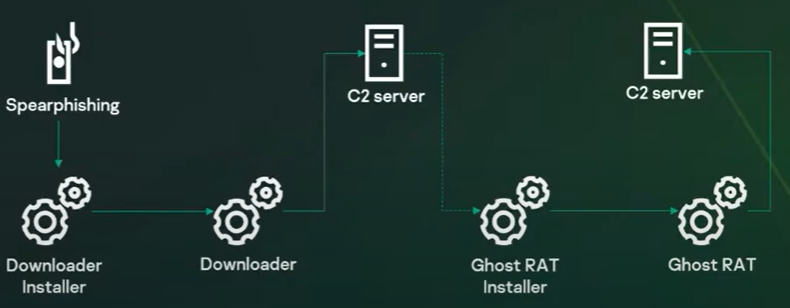 Spearphishing
C2 server
C2 server
Downloader
Installer
Downloader
Ghost RAT
Installer
Ghost RAT